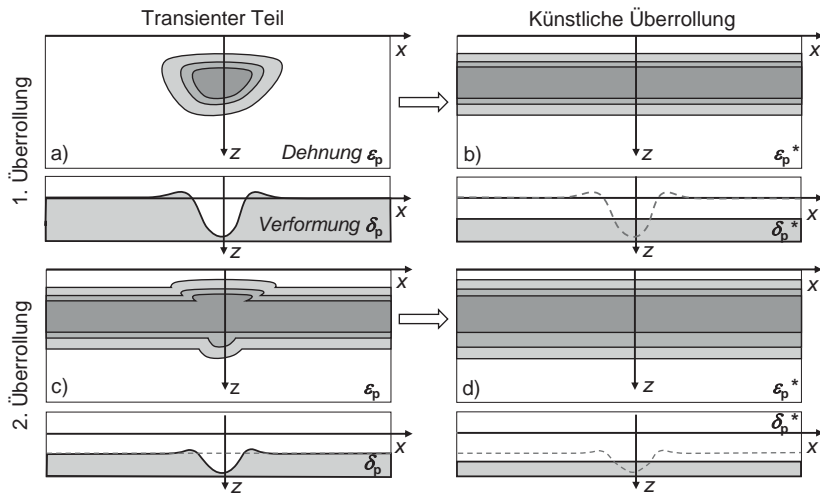 Transienter Teil
Künstliche Überrollung
1. Überrollung
x
x
a)
z
Dehnung εp
b)
z
εp*
Verformung δp
x
z
x
δp*
z
2. Überrollung
x
x
c)
z
εp
d)
z
εp*
δp*
x
δp
z
x
z